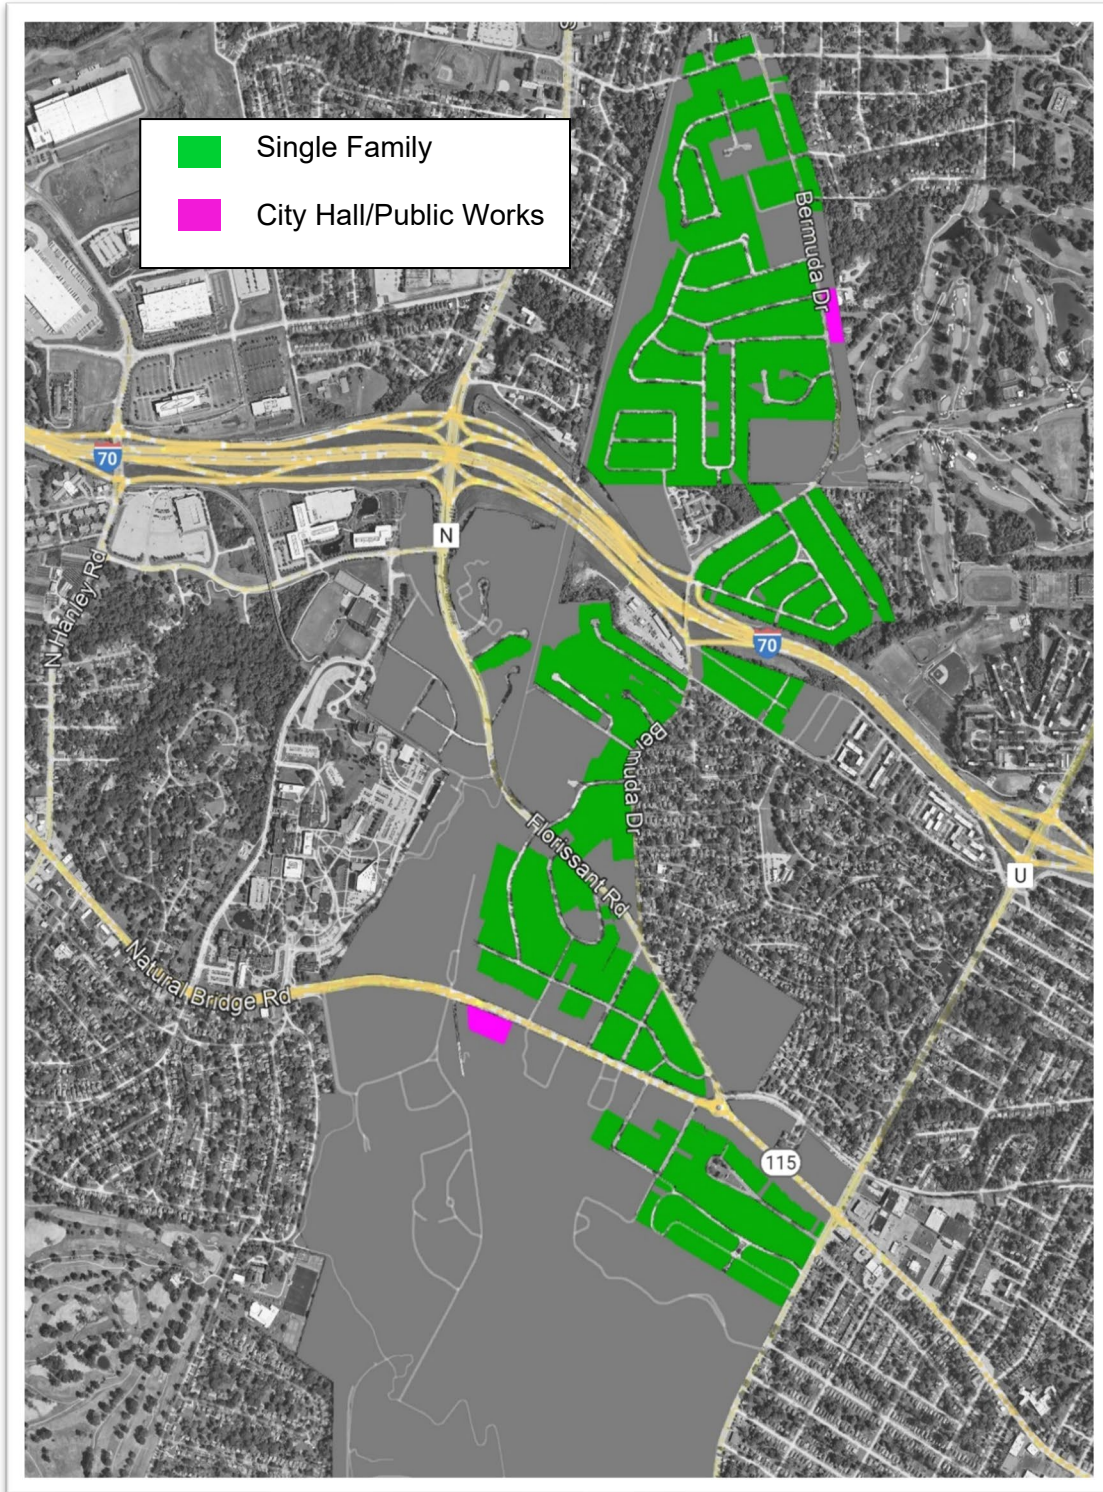 S
Single Family
City Hall/Public Works
Bermuda Dr
70
N
N Hanley Rd
70
Bermuda Dr
Florissant Rd
U
Natural Bridge Rd
115